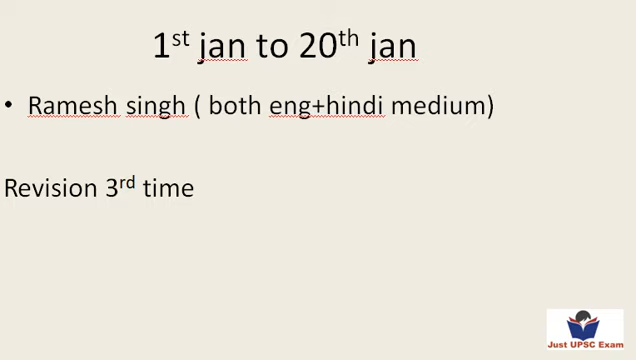 1st jan to 20th jan
• Ramesh singh ( both eng+hindi medium)
Revision 3rd time
Just UPSC Exam